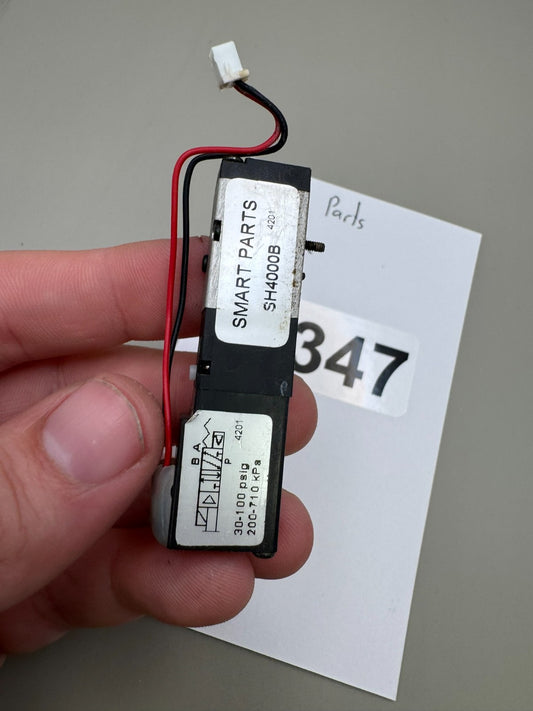 Parts
347
SMART PARTS
SH4000B
4201
B A
P
4201
30-100 psig
200-710 kPa